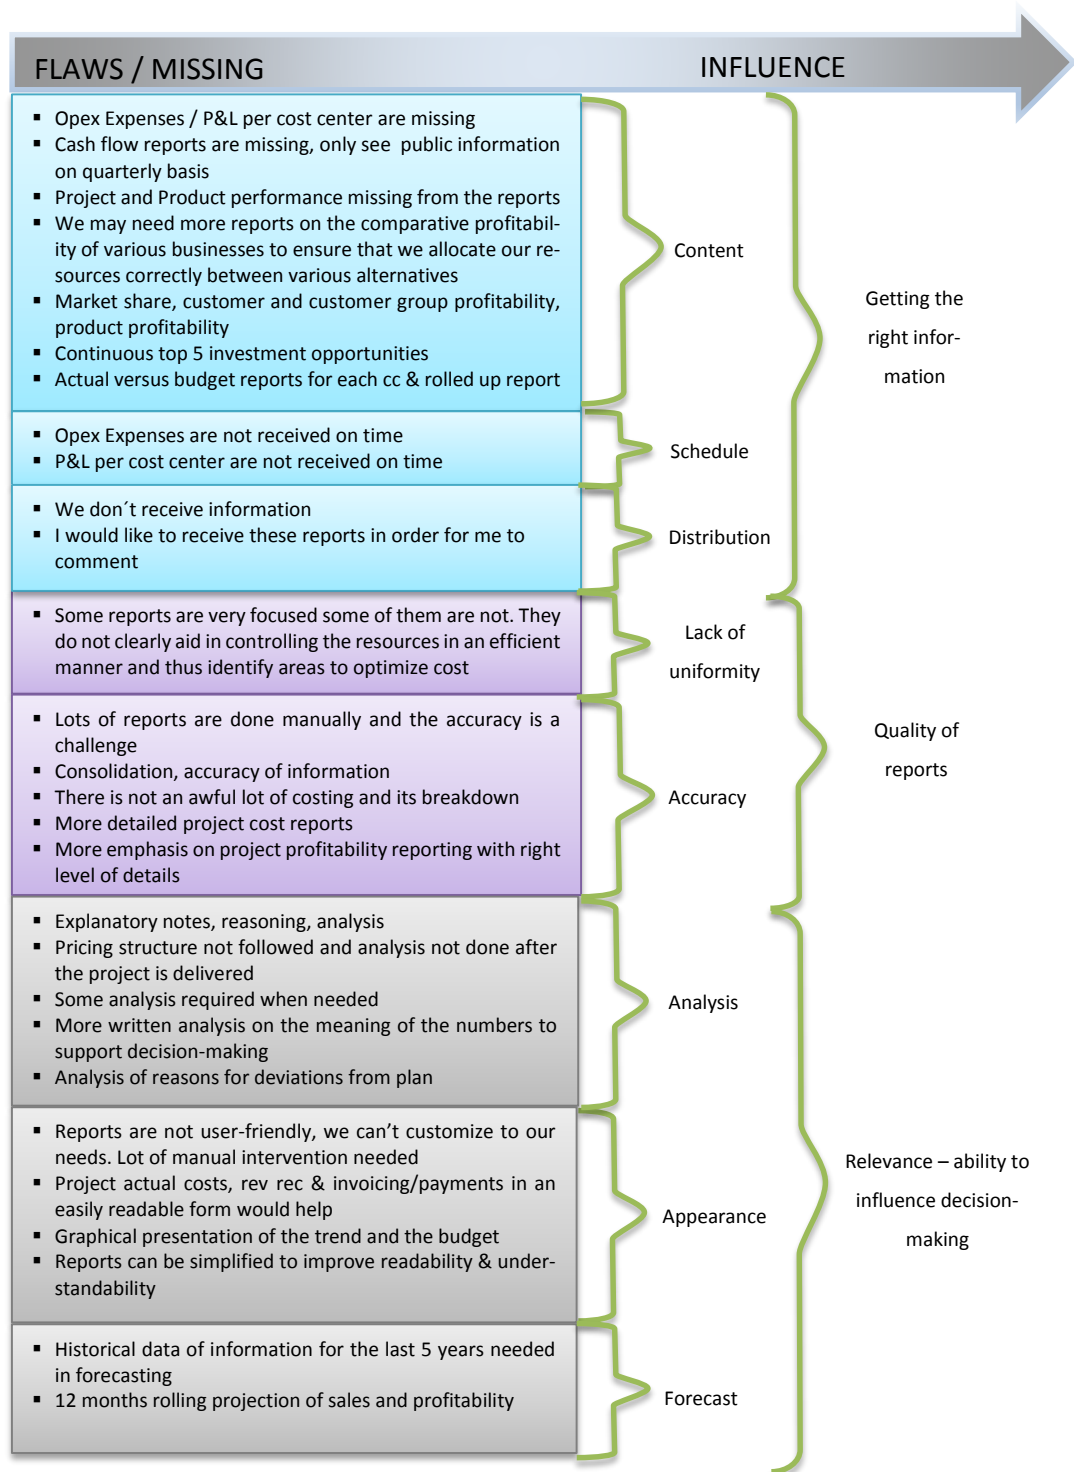 FLAWS / MISSING
INFLUENCE
▪ Opex Expenses / P&L per cost center are missing
▪ Cash flow reports are missing, only see public information
on quarterly basis
▪ Project and Product performance missing from the reports
▪ We may need more reports on the comparative profitabil-
ity of various businesses to ensure that we allocate our re-
sources correctly between various alternatives
▪ Market share, customer and customer group profitability,
product profitability
▪ Continuous top 5 investment opportunities
▪ Actual versus budget reports for each cc & rolled up report
Content
▪ Opex Expenses are not received on time
▪ P&L per cost center are not received on time
Schedule
▪ We don´t receive information
▪ I would like to receive these reports in order for me to
comment
Distribution
Getting the
right infor-
mation
▪ Some reports are very focused some of them are not. They
do not clearly aid in controlling the resources in an efficient
manner and thus identify areas to optimize cost
Lack of
uniformity
▪ Lots of reports are done manually and the accuracy is a
challenge
▪ Consolidation, accuracy of information
▪ There is not an awful lot of costing and its breakdown
▪ More detailed project cost reports
▪ More emphasis on project profitability reporting with right
level of details
Accuracy
Quality of
reports
▪ Explanatory notes, reasoning, analysis
▪ Pricing structure not followed and analysis not done after
the project is delivered
▪ Some analysis required when needed
▪ More written analysis on the meaning of the numbers to
support decision-making
▪ Analysis of reasons for deviations from plan
Analysis
▪ Reports are not user-friendly, we can’t customize to our
needs. Lot of manual intervention needed
▪ Project actual costs, rev rec & invoicing/payments in an
easily readable form would help
▪ Graphical presentation of the trend and the budget
▪ Reports can be simplified to improve readability & under-
standability
Appearance
▪ Historical data of information for the last 5 years needed
in forecasting
▪ 12 months rolling projection of sales and profitability
Forecast
Relevance – ability to
influence decision-
making